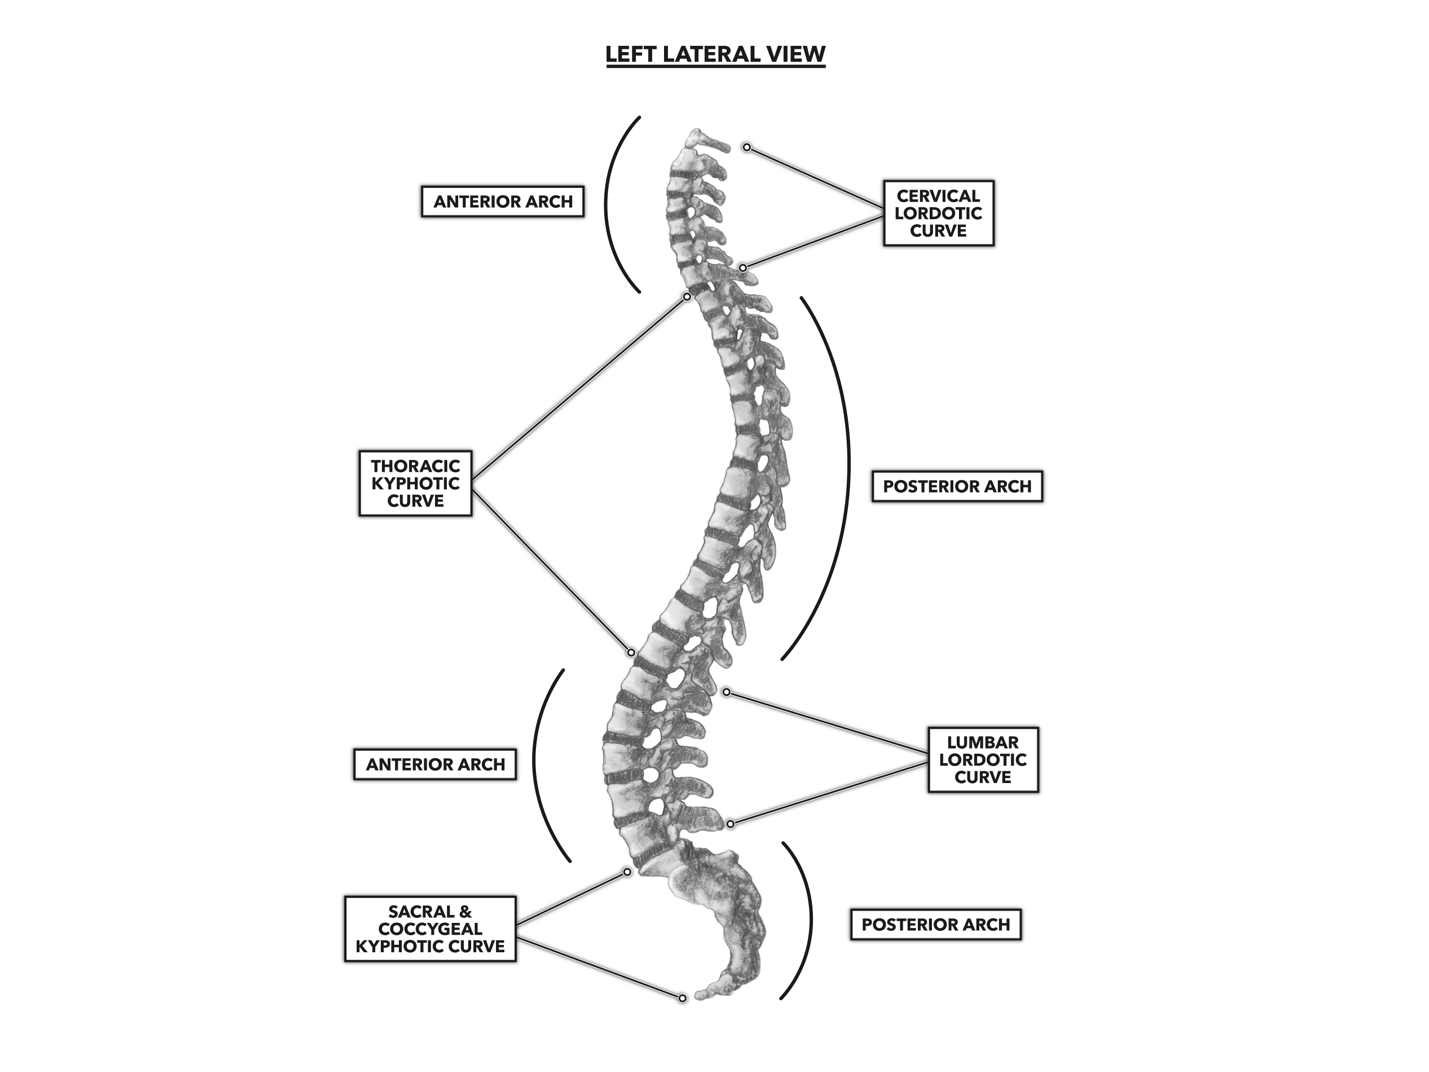 LEFT LATERAL VIEW
ANTERIOR ARCH
CERVICAL
LORDOTIC
CURVE
THORACIC
KYPHOTIC
CURVE
POSTERIOR ARCH
ANTERIOR ARCH
LUMBAR
LORDOTIC
CURVE
SACRAL &
COCCYGEAL
KYPHOTIC CURVE
POSTERIOR ARCH